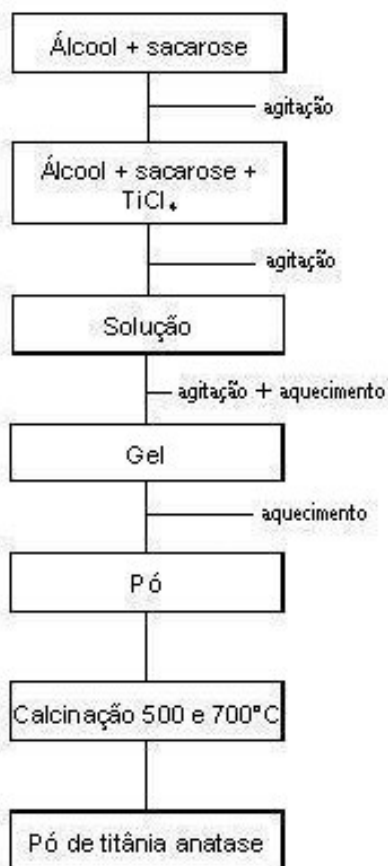 Álcool + sacarose
agitação
Álcool + sacarose +
TiCl₄
agitação
Solução
agitação + aquecimento
Gel
aquecimento
Pó
Calcinação 500 e 700°C
Pó de titânia anatase